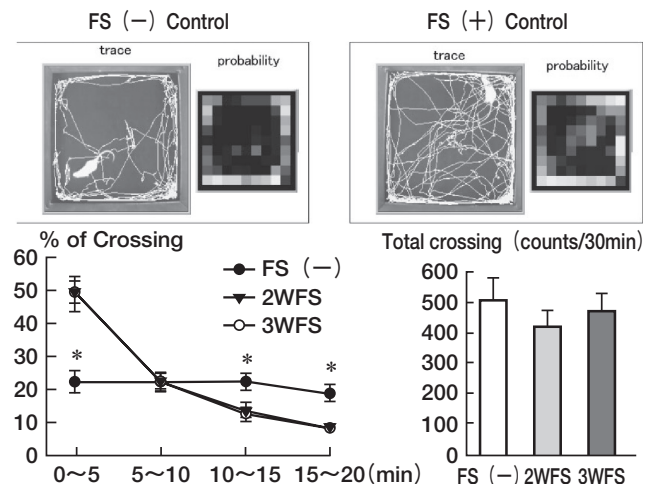 FS (−) Control
trace
probability
FS (+) Control
trace
probability
% of Crossing
60
50
40
30
20
10
0
FS (−)
2WFS
3WFS
*
*
*
0～5 5～10 10～15 15～20(min)
Total crossing (counts/30min)
600
500
400
300
200
100
0
FS (−) 2WFS 3WFS